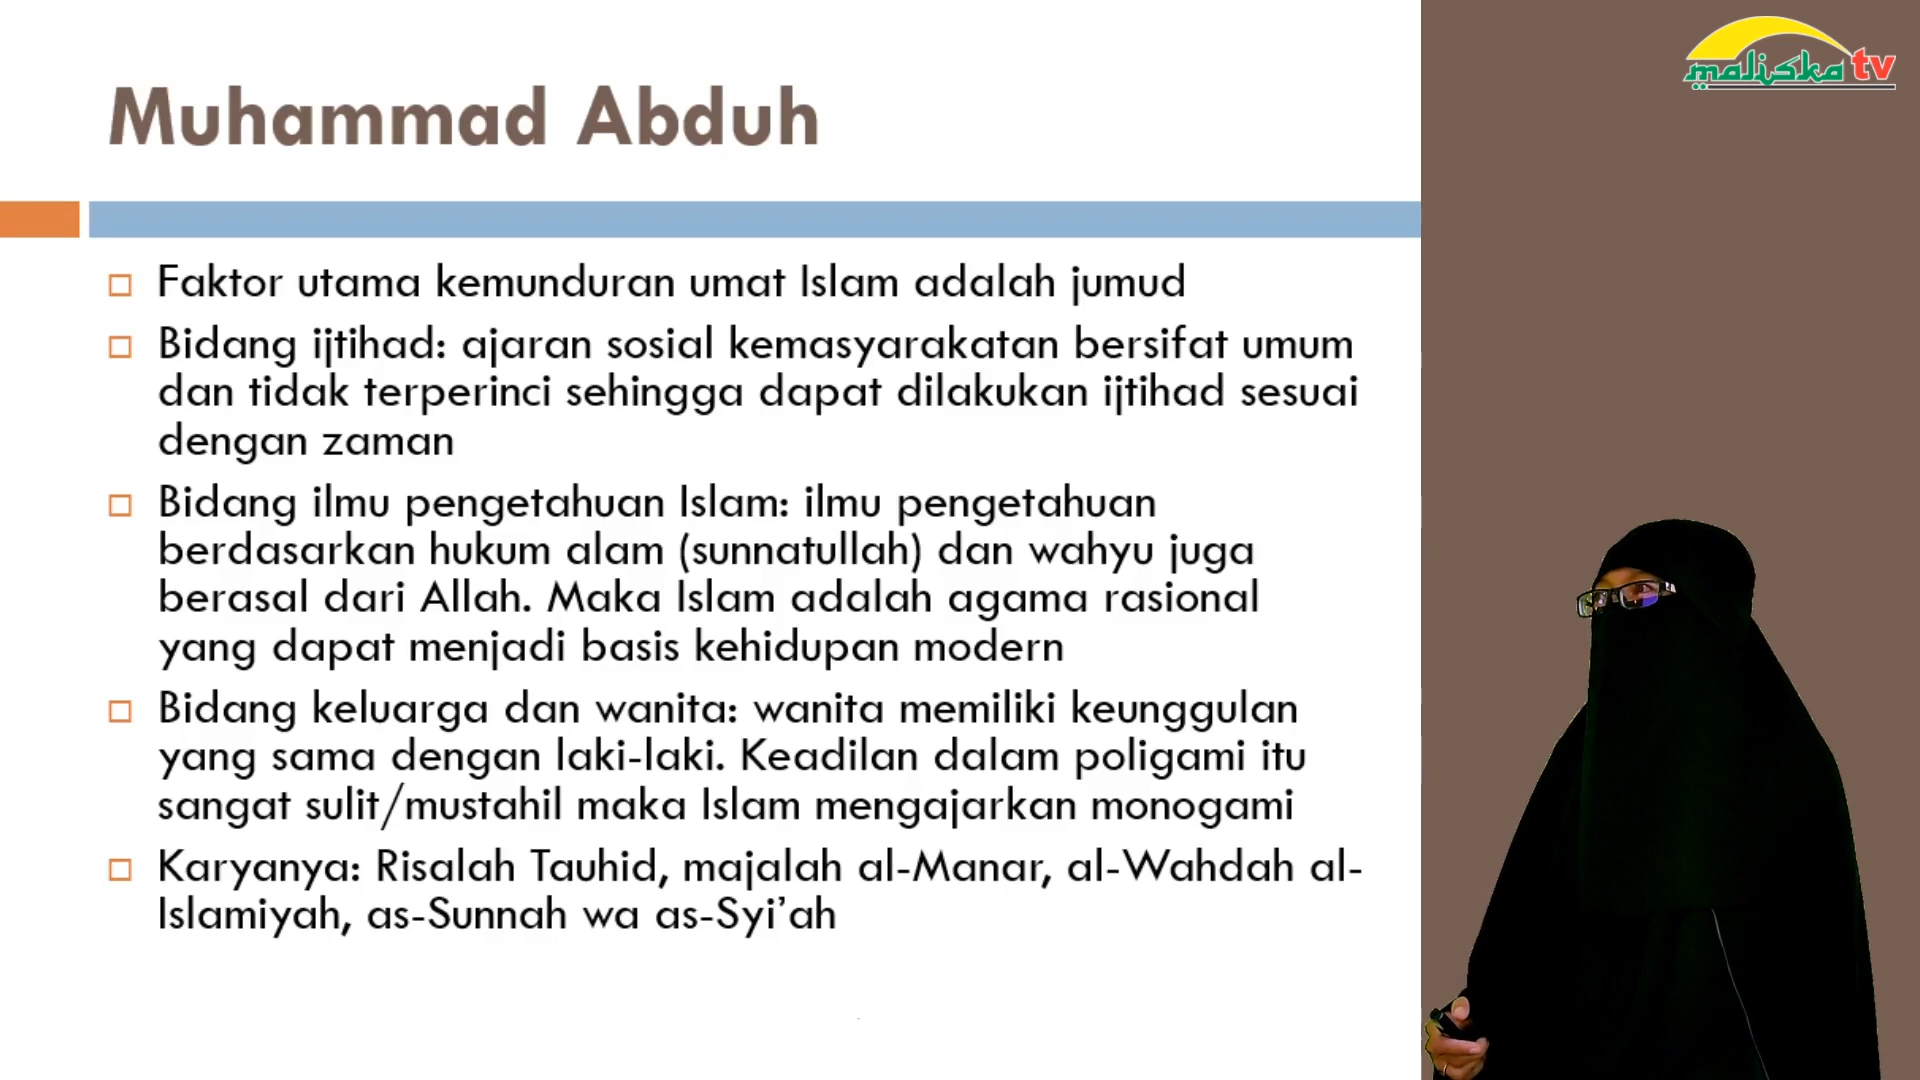 maliska tv
Muhammad Abduh
Faktor utama kemunduran umat Islam adalah jumud
Bidang ijtihad: ajaran sosial kemasyarakatan bersifat umum
dan tidak terperinci sehingga dapat dilakukan ijtihad sesuai
dengan zaman
Bidang ilmu pengetahuan Islam: ilmu pengetahuan
berdasarkan hukum alam (sunnatullah) dan wahyu juga
berasal dari Allah. Maka Islam adalah agama rasional
yang dapat menjadi basis kehidupan modern
Bidang keluarga dan wanita: wanita memiliki keunggulan
yang sama dengan laki-laki. Keadilan dalam poligami itu
sangat sulit/mustahil maka Islam mengajarkan monogami
Karyanya: Risalah Tauhid, majalah al-Manar, al-Wahdah al-
Islamiyah, as-Sunnah wa as-Syi’ah